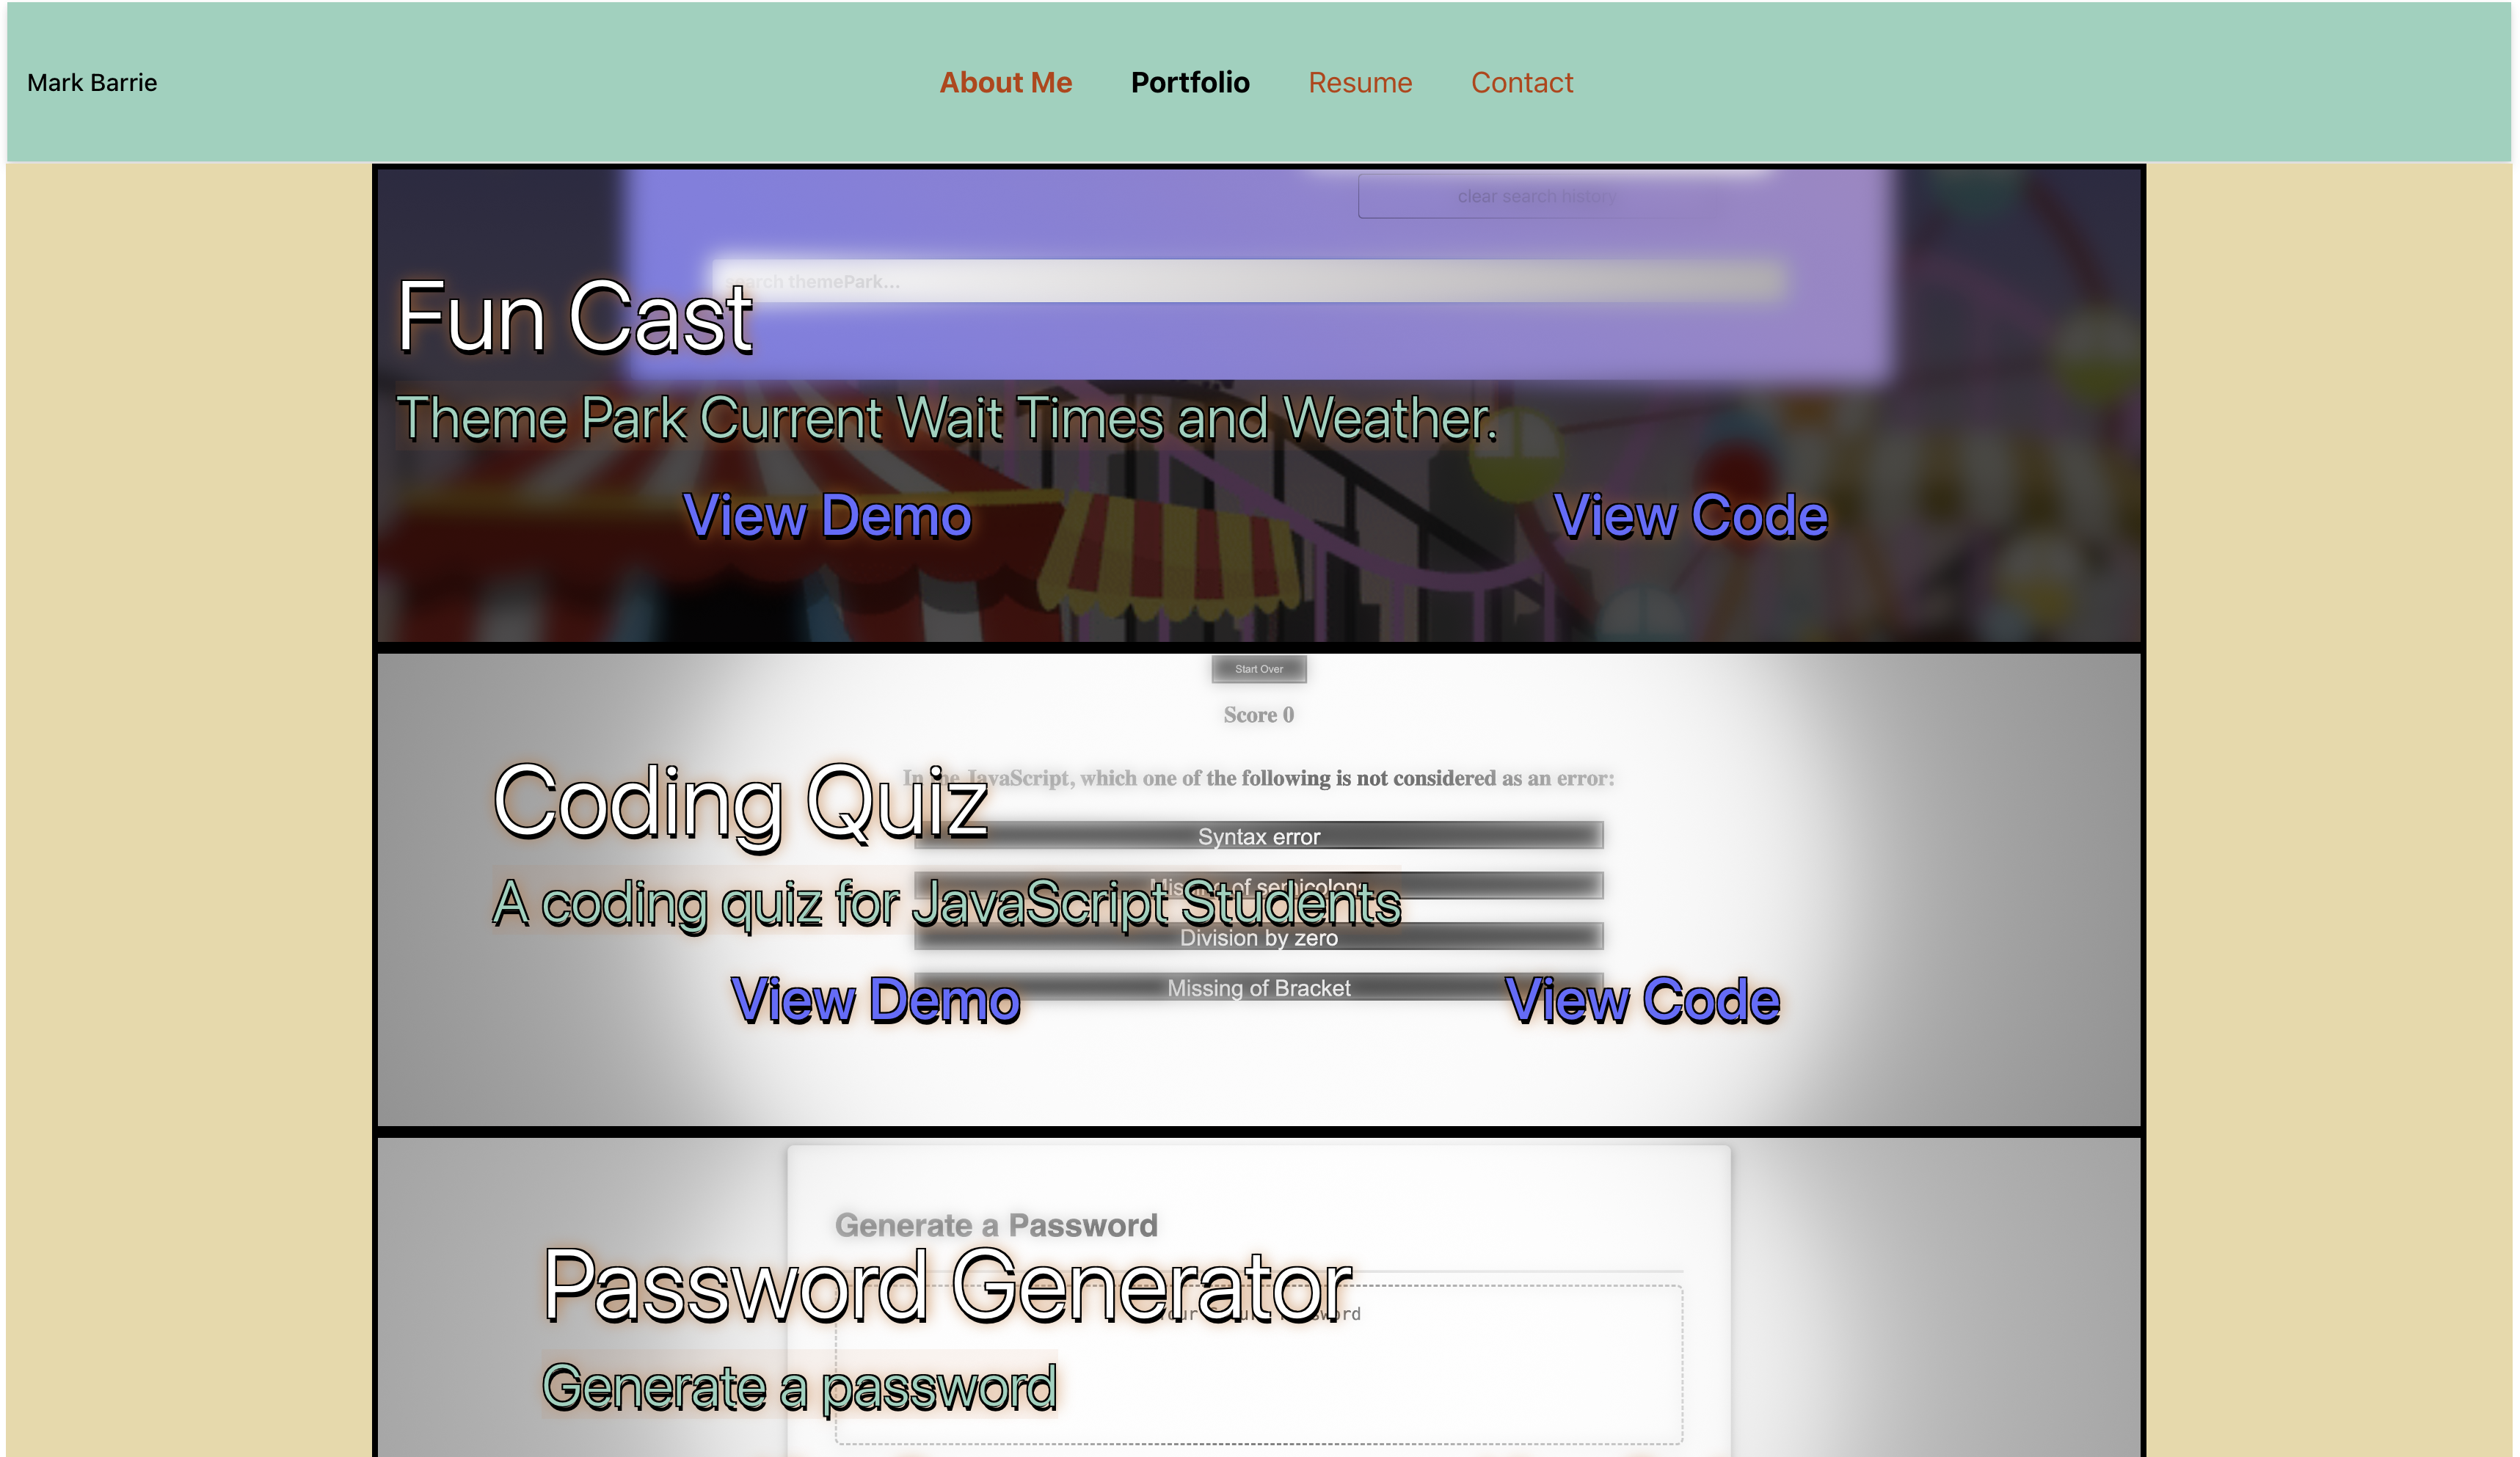 Mark Barrie
About Me Portfolio Resume Contact
clear search history
search themePark...
Fun Cast
Theme Park Current Wait Times and Weather.
View Demo View Code
Start Over
Score 0
In the JavaScript, which one of the following is not considered as an error:
Coding Quiz
Syntax error
Missing of semicolons
A coding quiz for JavaScript Students
Division by zero
Missing of Bracket
View Demo View Code
Generate a Password
Password Generator
Your Secure Password
Generate a password